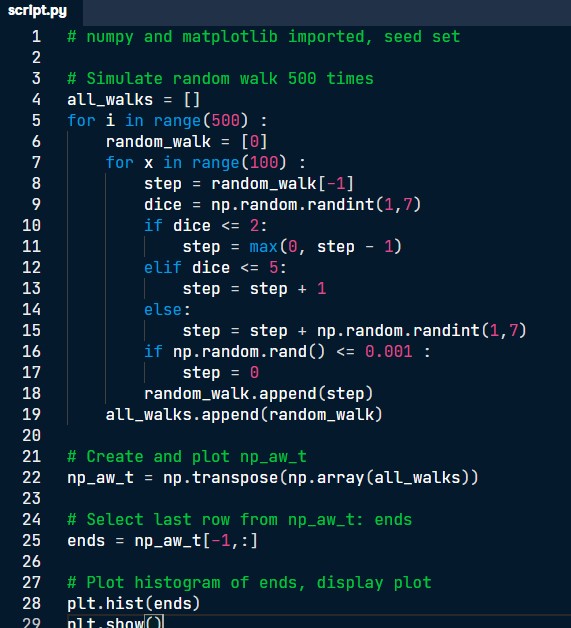 script.py
1 # numpy and matplotlib imported, seed set
2
3 # Simulate random walk 500 times
4 all_walks = []
5 for i in range(500) :
6     random_walk = [0]
7     for x in range(100) :
8         step = random_walk[-1]
9         dice = np.random.randint(1,7)
10         if dice <= 2:
11             step = max(0, step - 1)
12         elif dice <= 5:
13             step = step + 1
14         else:
15             step = step + np.random.randint(1,7)
16         if np.random.rand() <= 0.001 :
17             step = 0
18         random_walk.append(step)
19     all_walks.append(random_walk)
20
21 # Create and plot np_aw_t
22 np_aw_t = np.transpose(np.array(all_walks))
23
24 # Select last row from np_aw_t: ends
25 ends = np_aw_t[-1,:]
26
27 # Plot histogram of ends, display plot
28 plt.hist(ends)
29 plt.show()